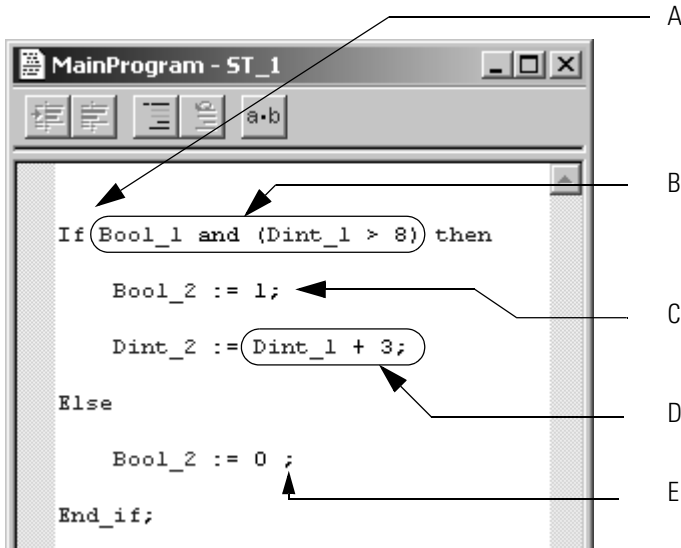 A
MainProgram - ST_1
a•b
B
If Bool_1 and (Dint_1 > 8) then
Bool_2 := 1;
C
Dint_2 := Dint_1 + 3;
Else
D
Bool_2 := 0 ;
E
End_if;